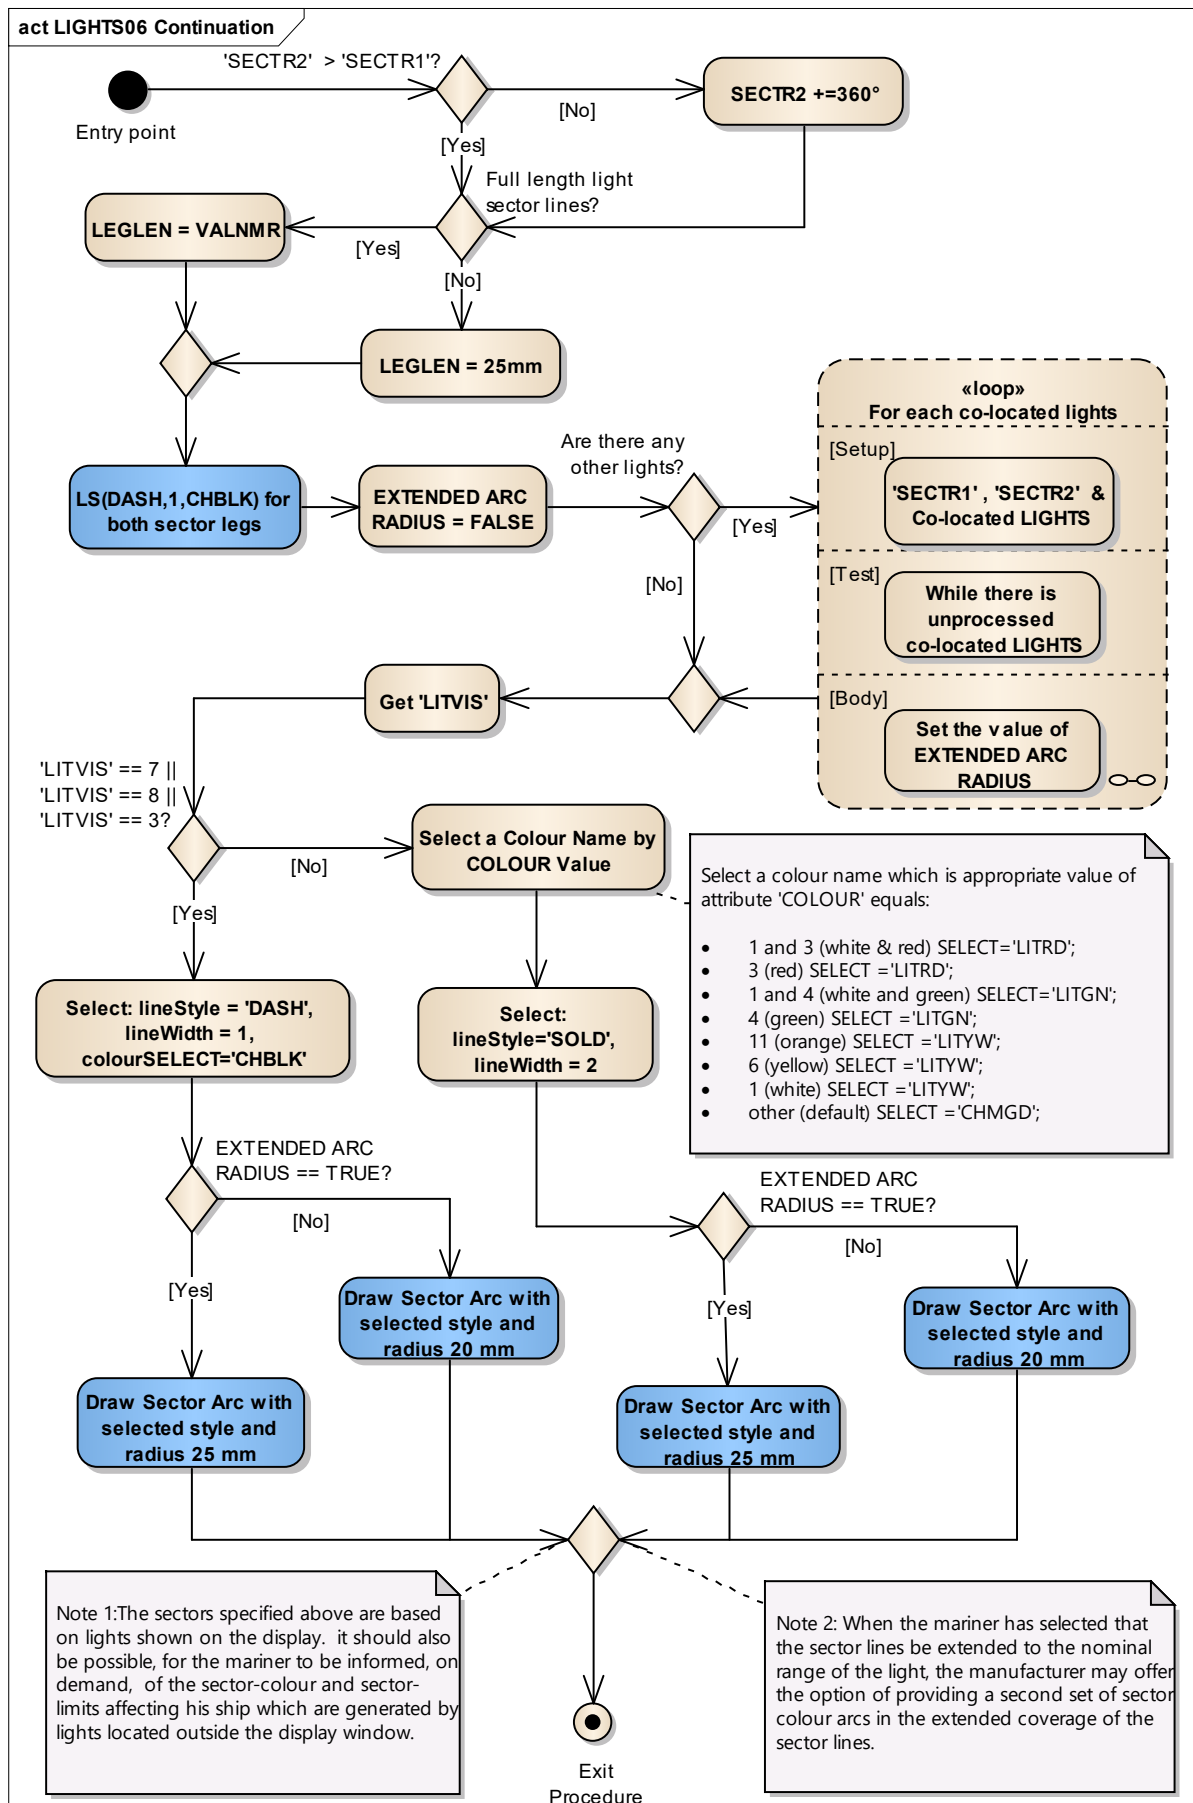 act LIGHTS06 Continuation
'SECTR2' > 'SECTR1'?
Entry point
[No]
SECTR2 +=360°
[Yes]
Full length light
sector lines?
LEGLEN = VALNMR
[Yes]
[No]
LEGLEN = 25mm
«loop»
For each co-located lights
[Setup]
'SECTR1' , 'SECTR2' &
Co-located LIGHTS
[Test]
While there is
unprocessed
co-located LIGHTS
[Body]
Set the value of
EXTENDED ARC
RADIUS
LS(DASH,1,CHBLK) for
both sector legs
EXTENDED ARC
RADIUS = FALSE
Are there any
other lights?
[Yes]
[No]
Get 'LITVIS'
'LITVIS' == 7 ||
'LITVIS' == 8 ||
'LITVIS' == 3?
[No]
Select a Colour Name by
COLOUR Value
[Yes]
Select a colour name which is appropriate value of
attribute 'COLOUR' equals:
• 1 and 3 (white & red) SELECT='LITRD';
• 3 (red) SELECT ='LITRD';
• 1 and 4 (white and green) SELECT='LITGN';
• 4 (green) SELECT ='LITGN';
• 11 (orange) SELECT ='LITYW';
• 6 (yellow) SELECT ='LITYW';
• 1 (white) SELECT ='LITYW';
• other (default) SELECT ='CHMGD';
Select: lineStyle = 'DASH',
lineWidth = 1,
colourSELECT='CHBLK'
Select:
lineStyle='SOLD',
lineWidth = 2
EXTENDED ARC
RADIUS == TRUE?
[No]
[Yes]
Draw Sector Arc with
selected style and
radius 20 mm
Draw Sector Arc with
selected style and
radius 25 mm
EXTENDED ARC
RADIUS == TRUE?
[No]
[Yes]
Draw Sector Arc with
selected style and
radius 20 mm
Draw Sector Arc with
selected style and
radius 25 mm
Note 1:The sectors specified above are based
on lights shown on the display. it should also
be possible, for the mariner to be informed, on
demand, of the sector-colour and sector-
limits affecting his ship which are generated by
lights located outside the display window.
Note 2: When the mariner has selected that
the sector lines be extended to the nominal
range of the light, the manufacturer may offer
the option of providing a second set of sector
colour arcs in the extended coverage of the
sector lines.
Exit
Procedure